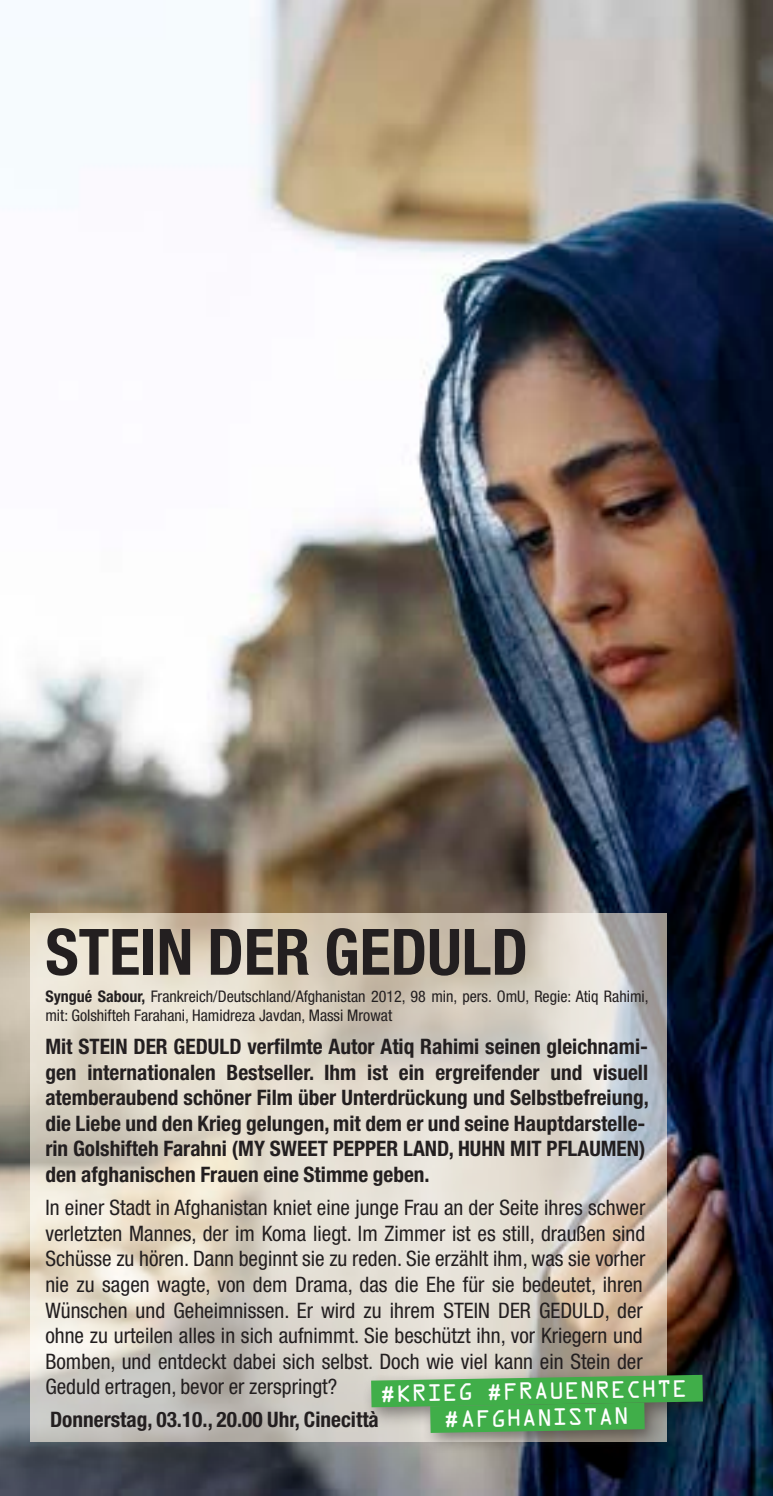 STEIN DER GEDULD
Syngué Sabour, Frankreich/Deutschland/Afghanistan 2012, 98 min, pers. OmU, Regie: Atiq Rahimi,
mit: Golshifteh Farahani, Hamidreza Javdan, Massi Mrowat
Mit STEIN DER GEDULD verfilmte Autor Atiq Rahimi seinen gleichnami-
gen internationalen Bestseller. Ihm ist ein ergreifender und visuell
atemberaubend schöner Film über Unterdrückung und Selbstbefreiung,
die Liebe und den Krieg gelungen, mit dem er und seine Hauptdarstelle-
rin Golshifteh Farahni (MY SWEET PEPPER LAND, HUHN MIT PFLAUMEN)
den afghanischen Frauen eine Stimme geben.
In einer Stadt in Afghanistan kniet eine junge Frau an der Seite ihres schwer
verletzten Mannes, der im Koma liegt. Im Zimmer ist es still, draußen sind
Schüsse zu hören. Dann beginnt sie zu reden. Sie erzählt ihm, was sie vorher
nie zu sagen wagte, von dem Drama, das die Ehe für sie bedeutet, ihren
Wünschen und Geheimnissen. Er wird zu ihrem STEIN DER GEDULD, der
ohne zu urteilen alles in sich aufnimmt. Sie beschützt ihn, vor Kriegern und
Bomben, und entdeckt dabei sich selbst. Doch wie viel kann ein Stein der
Geduld ertragen, bevor er zerspringt?
#KRIEG #FRAUENRECHTE
#AFGHANISTAN
Donnerstag, 03.10., 20.00 Uhr, Cinecittà